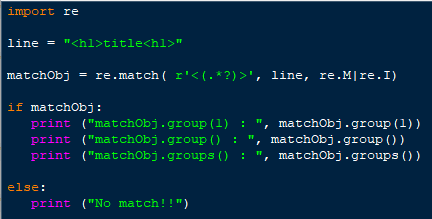 import re
line = "<h1>title<h1>"
matchObj = re.match( r'<(.*?)>', line, re.M|re.I)
if matchObj:
   print ("matchObj.group(1) : ", matchObj.group(1))
   print ("matchObj.group() : ", matchObj.group())
   print ("matchObj.groups() : ", matchObj.groups())
else:
   print ("No match!!")